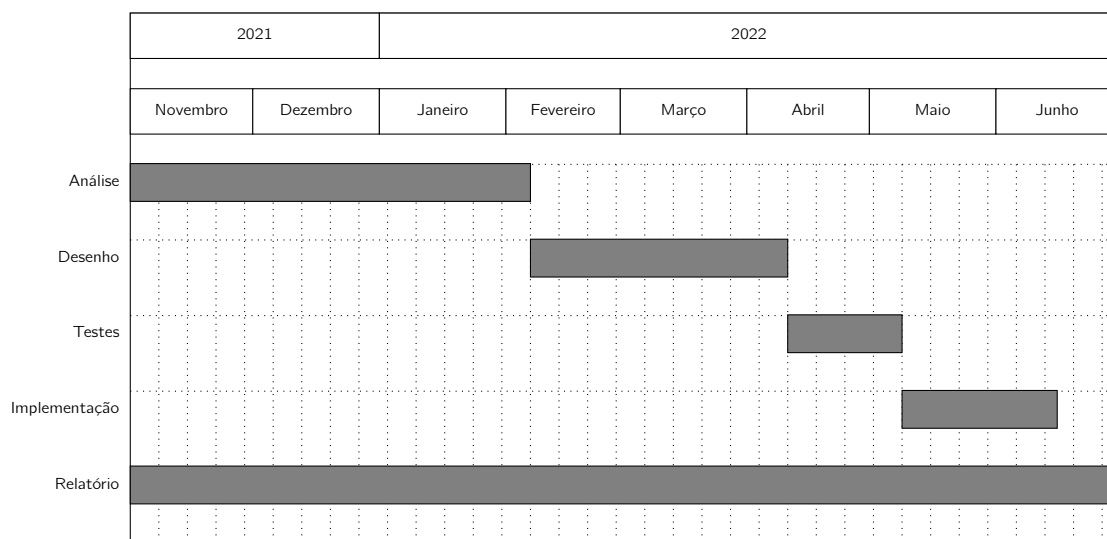 2021 2022
Novembro Dezembro Janeiro Fevereiro Março Abril Maio Junho
Análise
Desenho
Testes
Implementação
Relatório